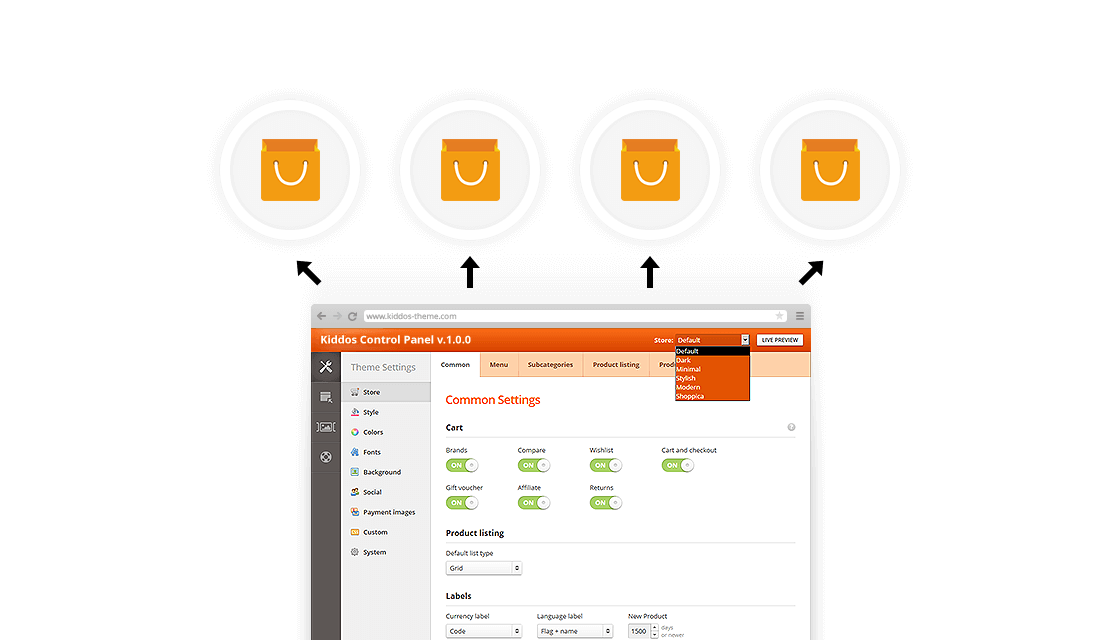 www.kiddos-theme.com
Kiddos Control Panel v.1.0.0
Store: Default LIVE PREVIEW
Default
Dark
Minimal
Stylish
Modern
Shoppica
Theme Settings
Common Menu Subcategories Product listing
Store
Style
Colors
Fonts
Background
Social
Payment images
Custom
System
Common Settings
Cart
Brands Compare Wishlist Cart and checkout
ON ON ON ON
Gift voucher Affiliate Returns
ON ON ON
Product listing
Default list type
Grid
Labels
Currency label Language label New Product
Code Flag + name 1500 days
or newer